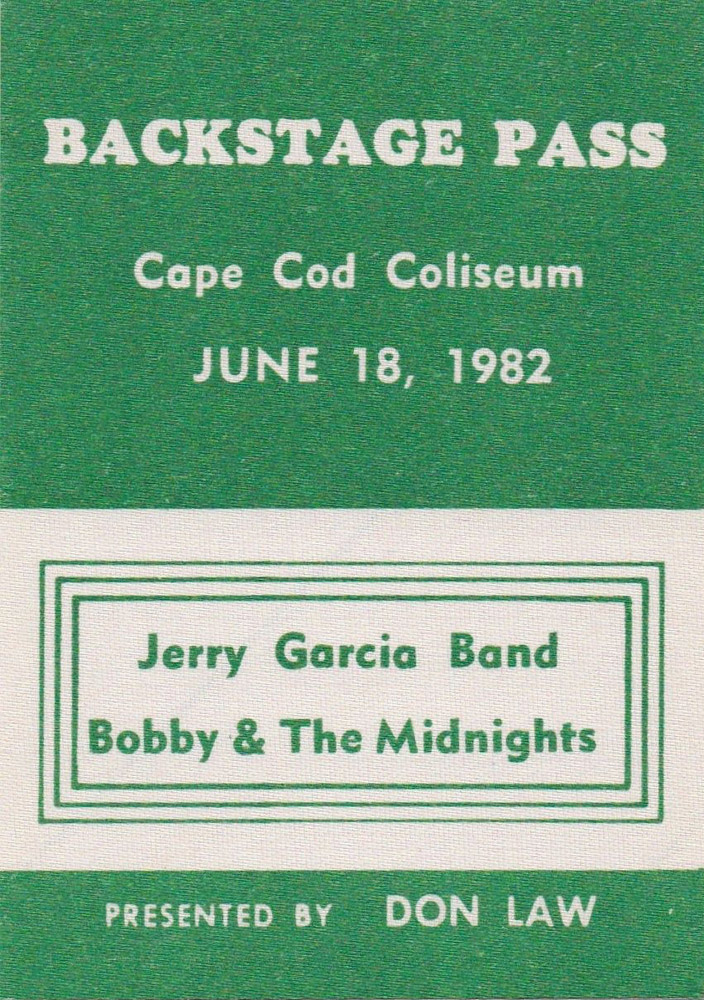 BACKSTAGE PASS
Cape Cod Coliseum
JUNE 18, 1982
Jerry Garcia Band
Bobby & The Midnights
PRESENTED BY DON LAW